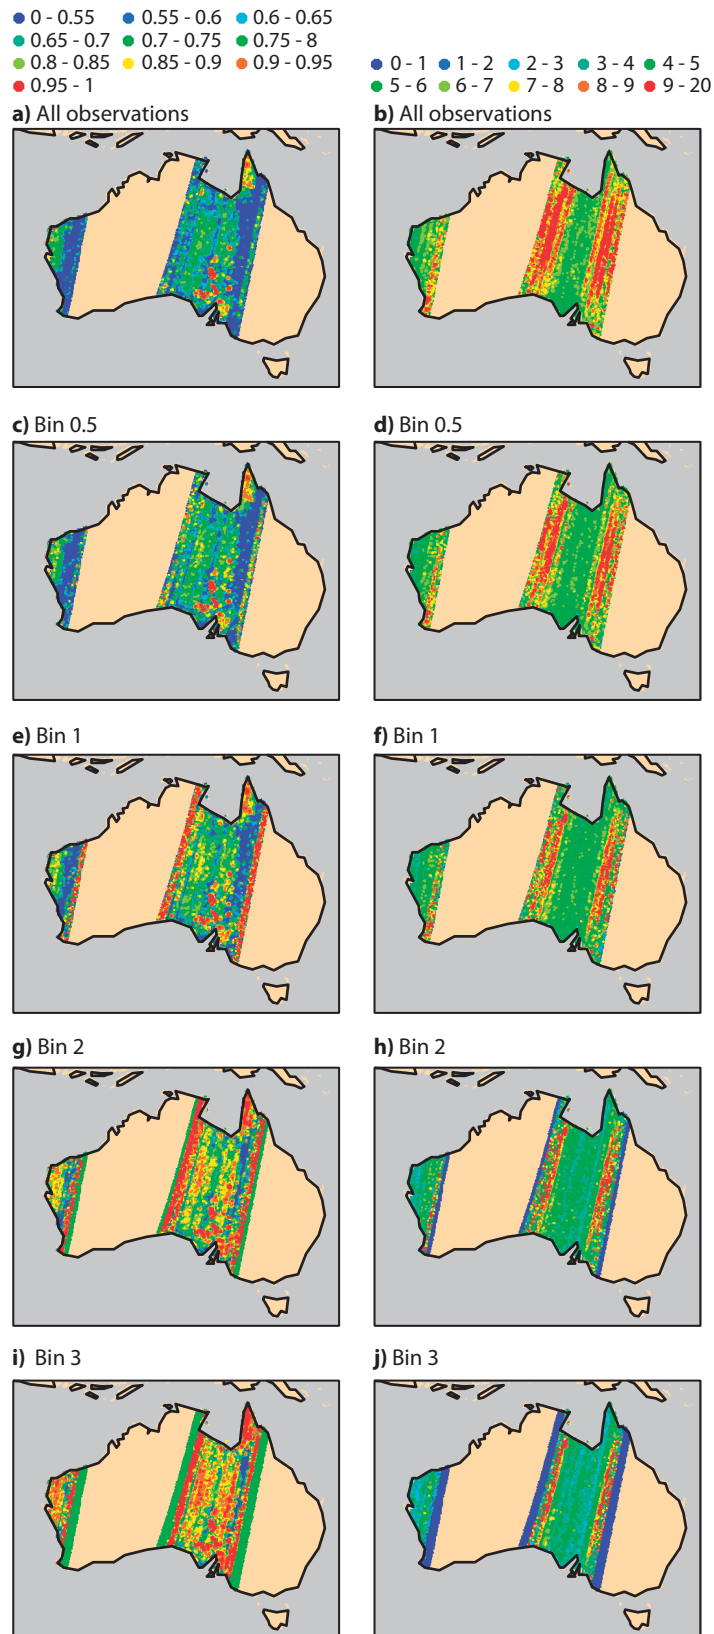 0 - 0.55 0.55 - 0.6 0.6 - 0.65
0.65 - 0.7 0.7 - 0.75 0.75 - 8
0.8 - 0.85 0.85 - 0.9 0.9 - 0.95
0.95 - 1
0 - 1 1 - 2 2 - 3 3 - 4 4 - 5
5 - 6 6 - 7 7 - 8 8 - 9 9 - 20
a) All observations
b) All observations
c) Bin 0.5
d) Bin 0.5
e) Bin 1
f) Bin 1
g) Bin 2
h) Bin 2
i) Bin 3
j) Bin 3